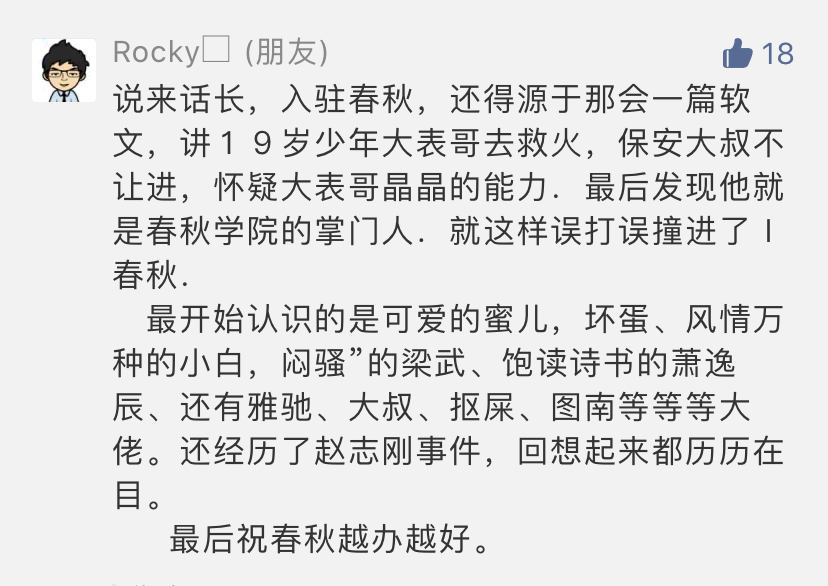 Rocky□ (朋友)
18
说来话长，入驻春秋，还得源于那会一篇软
文，讲１９岁少年大表哥去救火，保安大叔不
让进，怀疑大表哥晶晶的能力．最后发现他就
是春秋学院的掌门人．就这样误打误撞进了Ｉ
春秋.
最开始认识的是可爱的蜜儿，坏蛋、风情万
种的小白，闷骚”的梁武、饱读诗书的萧逸
辰、还有雅驰、大叔、抠屎、图南等等等大
佬。还经历了赵志刚事件，回想起来都历历在
目。
最后祝春秋越办越好。